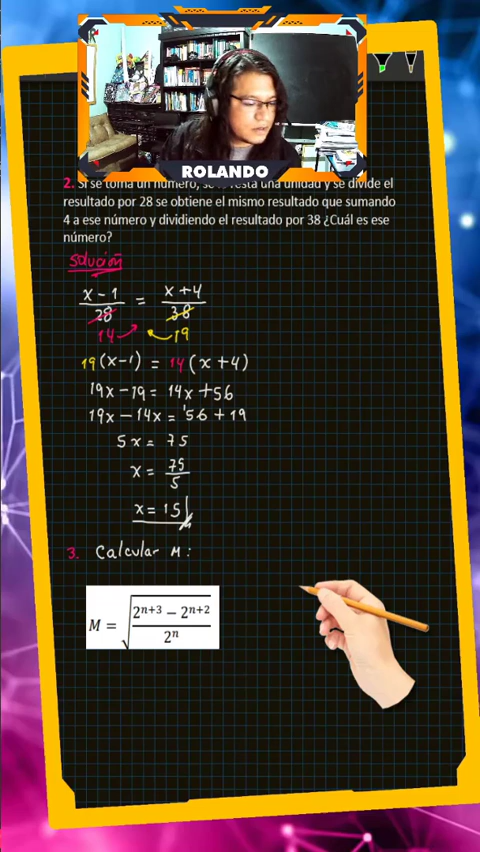 ROLANDO
2. Si se toma un número, se le resta una unidad y se divide el
resultado por 28 se obtiene el mismo resultado que sumando
4 a ese número y dividiendo el resultado por 38 ¿Cuál es ese
número?
Solución
x - 1 / 28 = x + 4 / 38
14 19
19 (x - 1) = 14 (x + 4)
19x - 19 = 14x + 56
19x - 14x = 56 + 19
5x = 75
x = 75 / 5
x = 15
3. Calcular M:
M = √((2ⁿ⁺³ − 2ⁿ⁺²) / 2ⁿ)